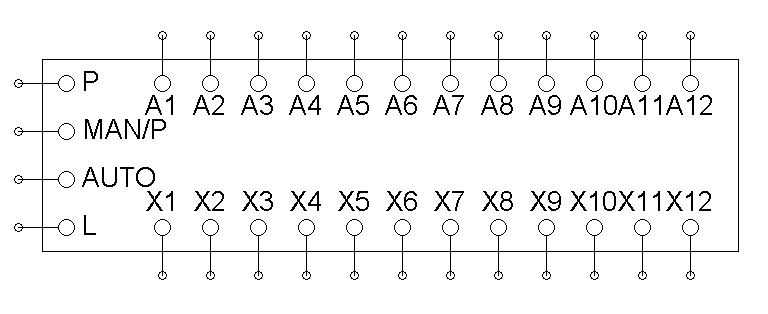 P
A1 A2 A3 A4 A5 A6 A7 A8 A9 A10 A11 A12
MAN/P
AUTO
X1 X2 X3 X4 X5 X6 X7 X8 X9 X10 X11 X12
L